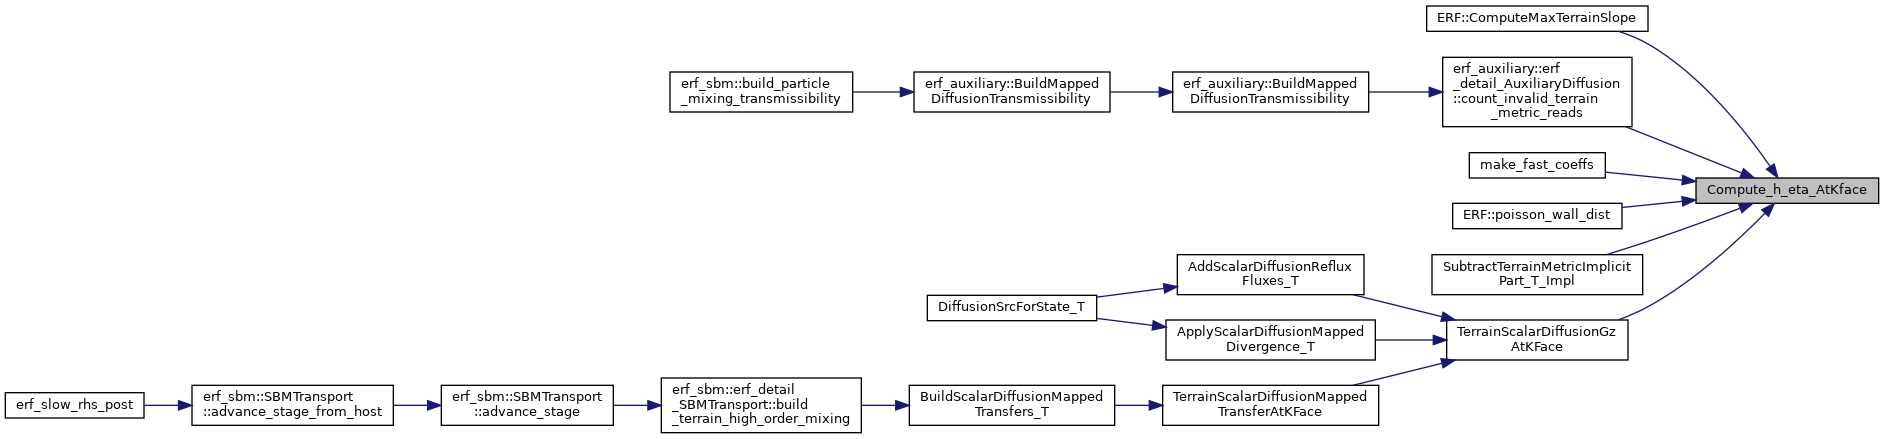 ERF::ComputeMaxTerrainSlope
erf_sbm::build_particle
_mixing_transmissibility
erf_auxiliary::BuildMapped
DiffusionTransmissibility
erf_auxiliary::BuildMapped
DiffusionTransmissibility
erf_auxiliary::erf
_detail_AuxiliaryDiffusion
::count_invalid_terrain
_metric_reads
make_fast_coeffs
Compute_h_eta_AtKface
ERF::poisson_wall_dist
SubtractTerrainMetricImplicit
Part_T_Impl
AddScalarDiffusionReflux
Fluxes_T
DiffusionSrcForState_T
ApplyScalarDiffusionMapped
Divergence_T
TerrainScalarDiffusionGz
AtKFace
erf_slow_rhs_post
erf_sbm::SBMTransport
::advance_stage_from_host
erf_sbm::SBMTransport
::advance_stage
erf_sbm::erf_detail
_SBMTransport::build
_terrain_high_order_mixing
BuildScalarDiffusionMapped
Transfers_T
TerrainScalarDiffusionMapped
TransferAtKFace